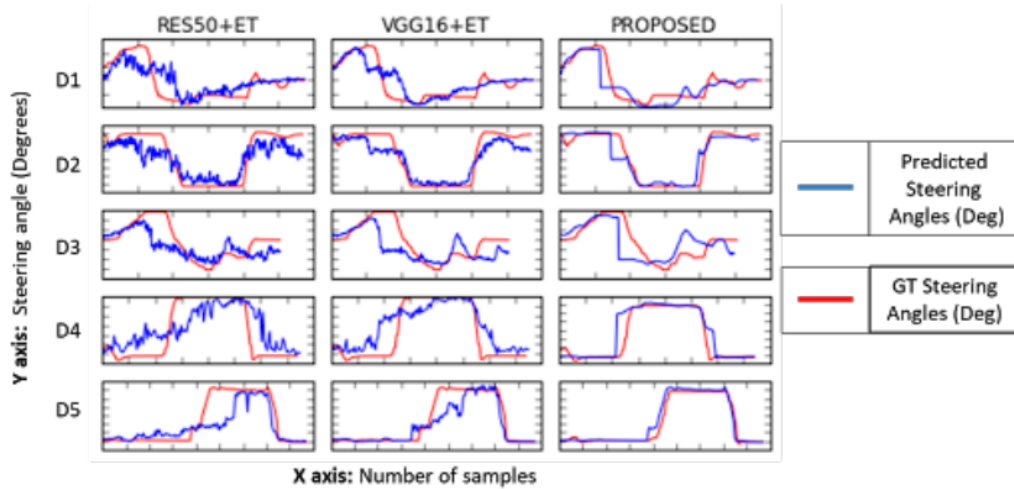 RES50+ET VGG16+ET PROPOSED
D1
D2
D3
D4
D5
Y axis: Steering angle (Degrees)
X axis: Number of samples
Predicted
Steering
Angles (Deg)
GT Steering
Angles (Deg)